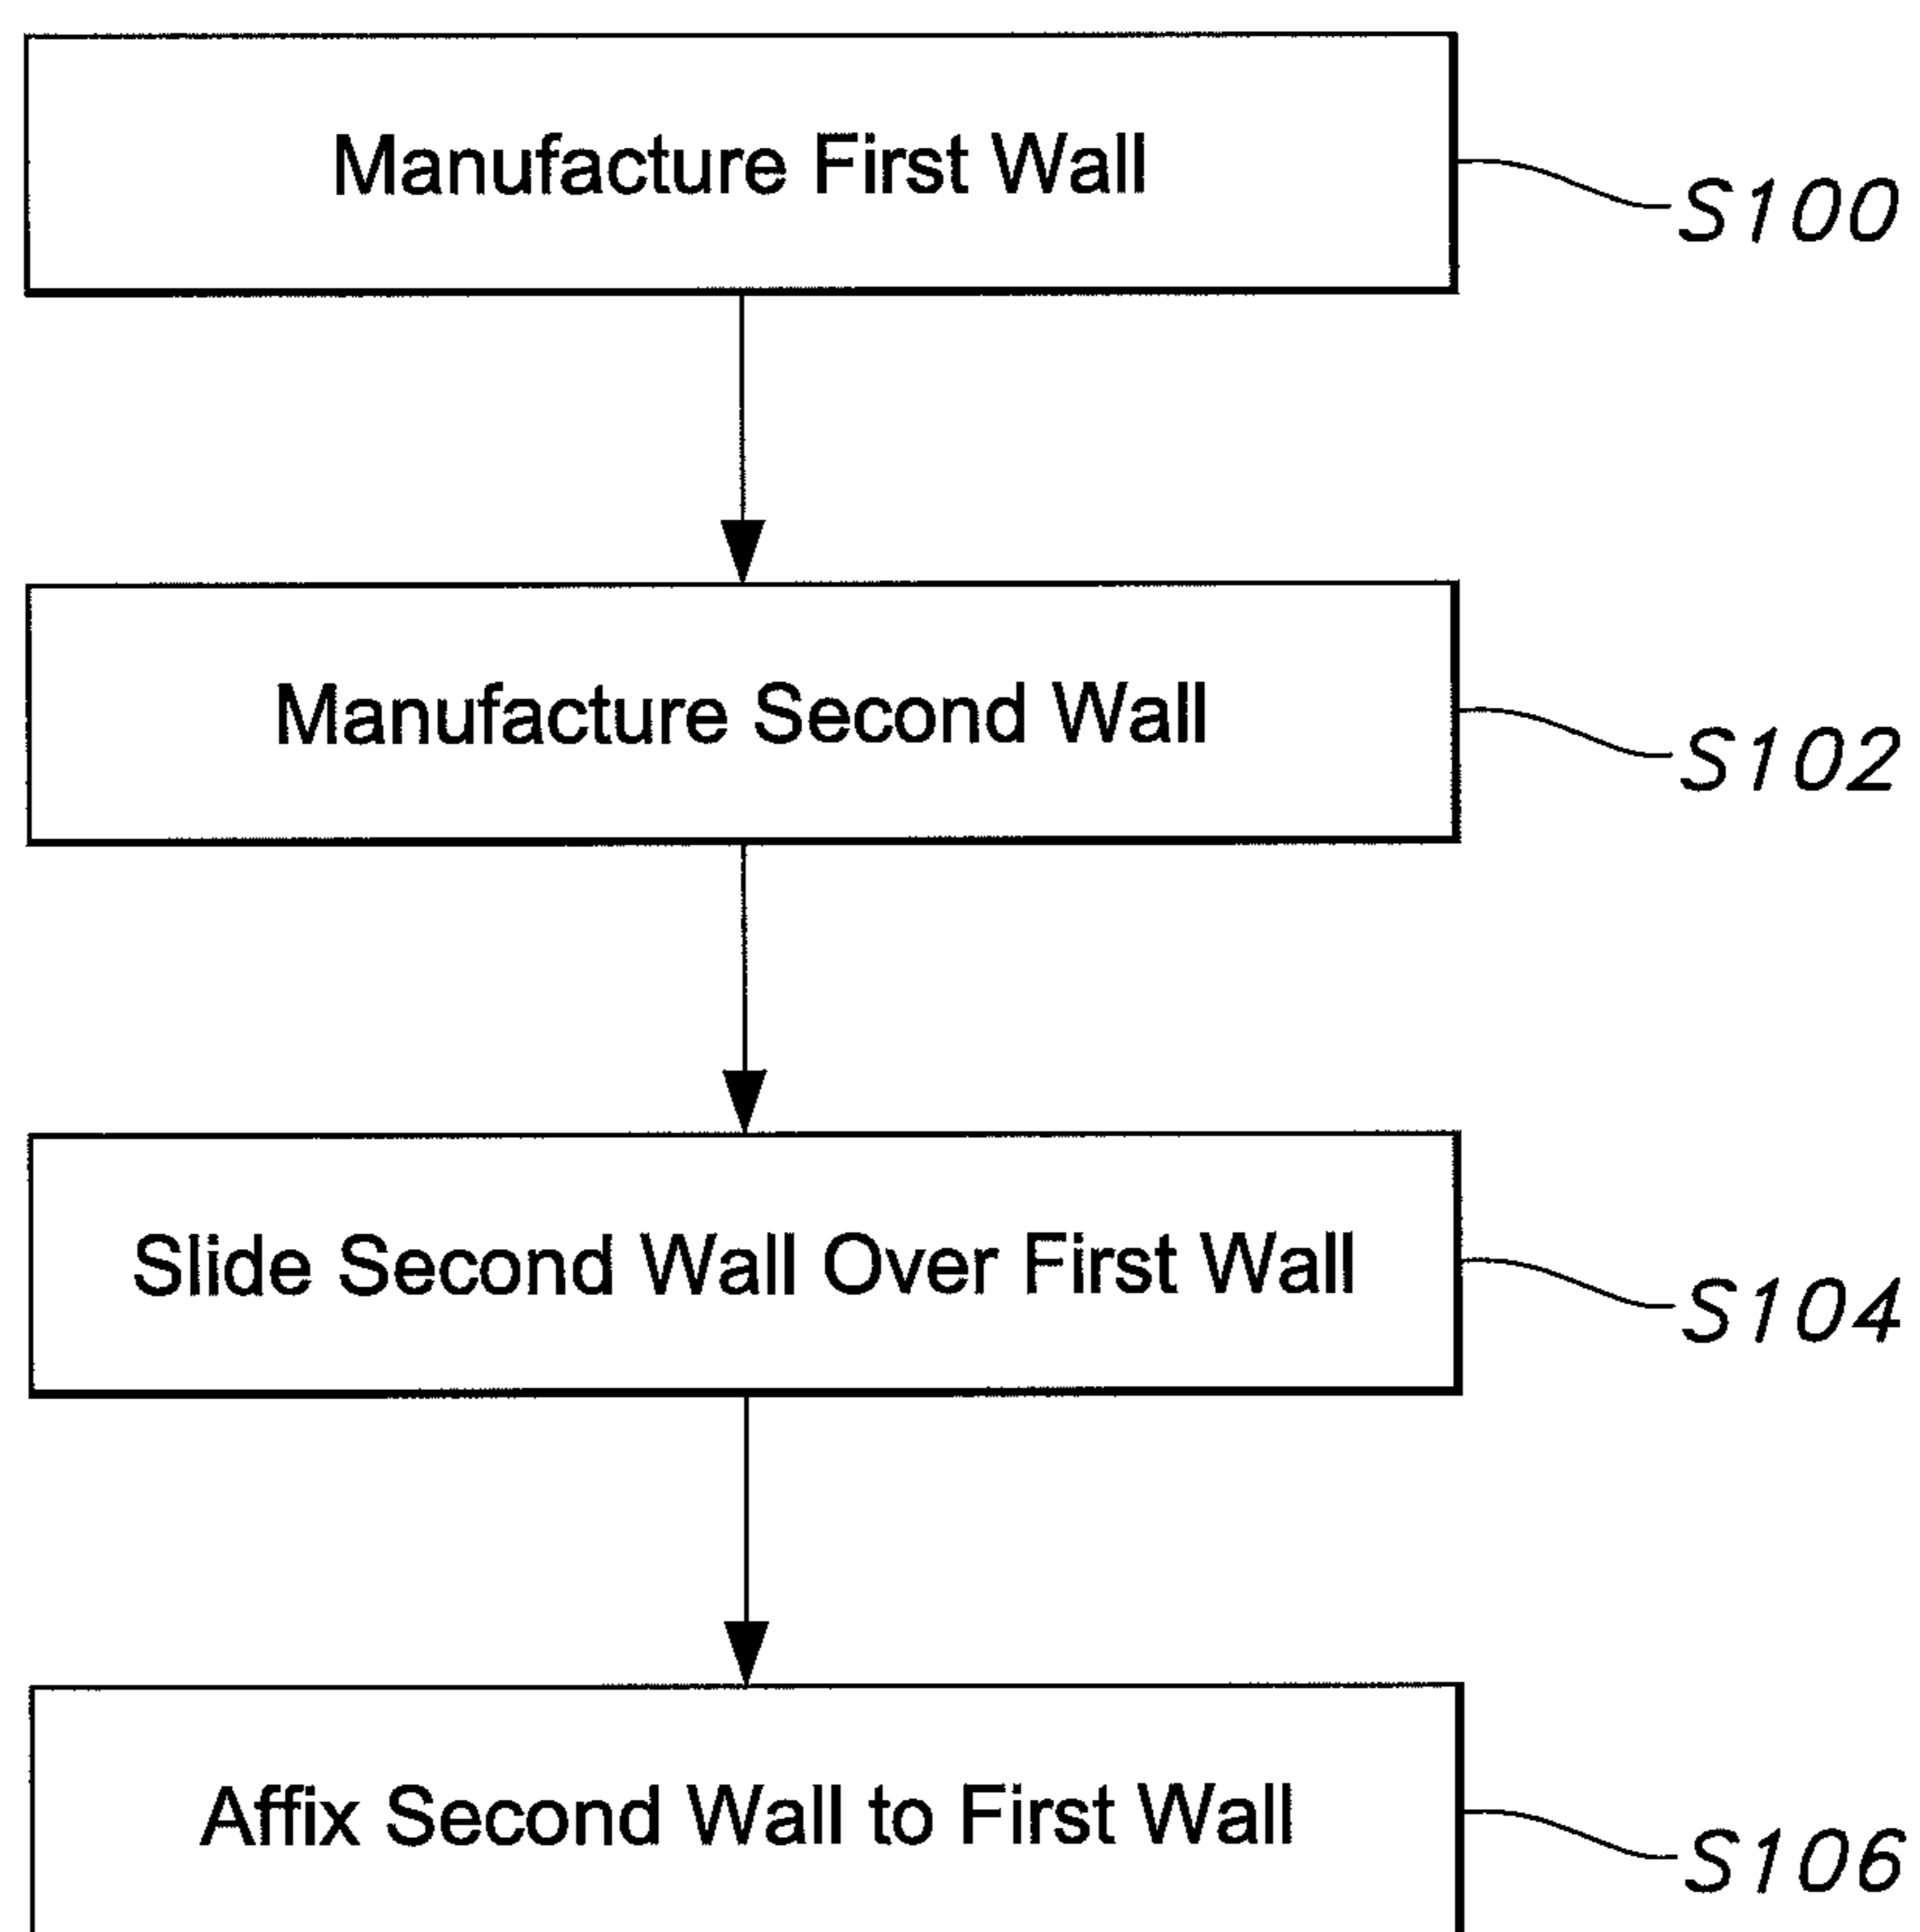 Manufacture First Wall
S100
Manufacture Second Wall
S102
Slide Second Wall Over First Wall
S104
Affix Second Wall to First Wall
S106